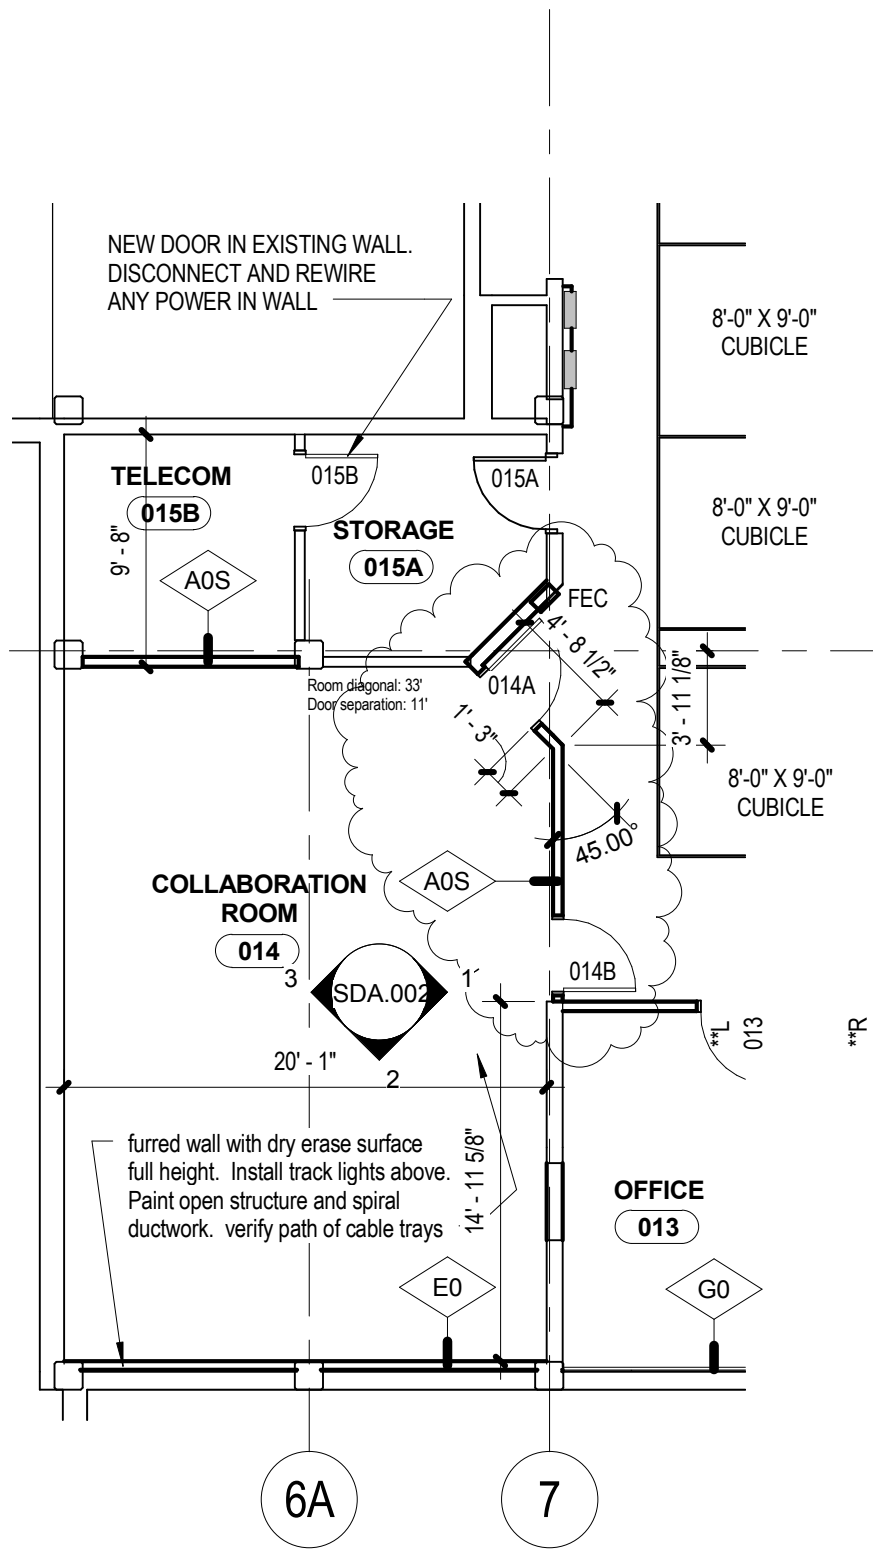 NEW DOOR IN EXISTING WALL.
DISCONNECT AND REWIRE
ANY POWER IN WALL
8'-0" X 9'-0"
CUBICLE
TELECOM
015B
015B
015A
STORAGE
015A
8'-0" X 9'-0"
CUBICLE
9' - 8"
A0S
FEC
4' - 8 1/2"
014A
Room diagonal: 33'
Door separation: 11'
1' - 3"
3' - 11 1/8"
8'-0" X 9'-0"
CUBICLE
45.00°
COLLABORATION
ROOM
014
A0S
3
SDA.002
1
2
014B
**L
013
**R
20' - 1"
furred wall with dry erase surface
full height. Install track lights above.
Paint open structure and spiral
ductwork. verify path of cable trays
14' - 11 5/8"
OFFICE
013
E0
G0
6A
7